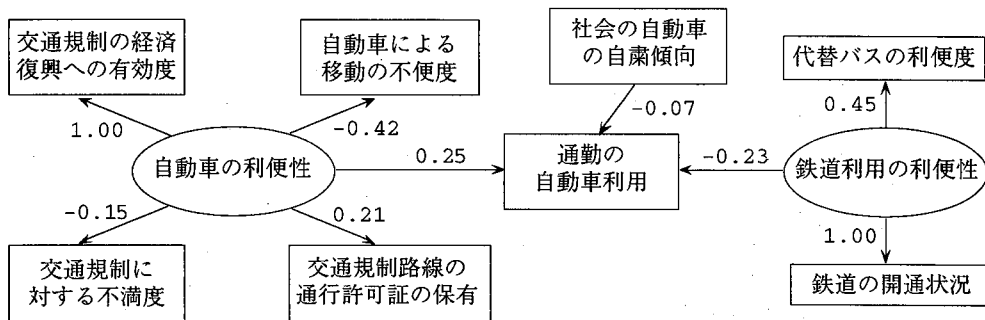 交通規制の経済
復興への有効度
自動車による
移動の不便度
社会の自動車
の自粛傾向
代替バスの利便度
1.00
-0.42
-0.07
0.45
自動車の利便性
0.25
通勤の
自動車利用
-0.23
鉄道利用の利便性
-0.15
0.21
1.00
交通規制に
対する不満度
交通規制路線の
通行許可証の保有
鉄道の開通状況